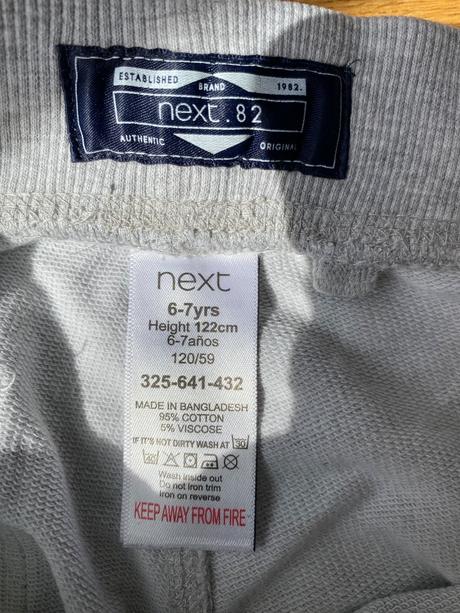 ESTABLISHED BRAND 1982.
next.82
AUTHENTIC ORIGINAL
next
6-7yrs
Height 122cm
6-7años
120/59
325-641-432
MADE IN BANGLADESH
95% COTTON
5% VISCOSE
IF IT'S NOT DIRTY WASH AT 30
40
Wash inside out
Do not iron trim
Iron on reverse
KEEP AWAY FROM FIRE